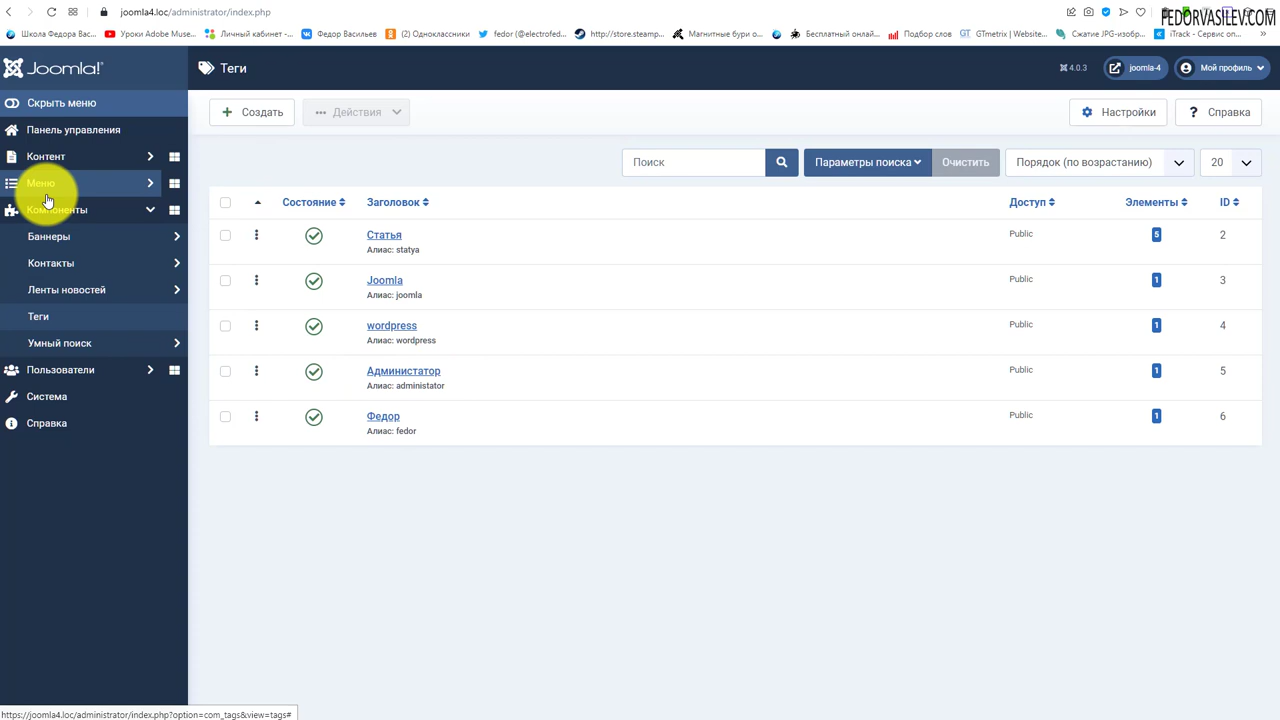 joomla4.loc/administrator/index.php
FEDORVASILEV.COM
Школа Федора Вас...
Уроки Adobe Muse...
Личный кабинет -...
Федор Васильев
(2) Одноклассники
fedor (@electrofed...
http://store.steamp...
Магнитные бури о...
Бесплатный онлай...
Подбор слов
GTmetrix | Website...
Сжатие JPG-изобр...
iTrack - Сервис оп...
Joomla!
Теги
4.0.3
joomla-4
Мой профиль
Скрыть меню
Панель управления
Контент
Меню
Компоненты
Баннеры
Контакты
Ленты новостей
Теги
Умный поиск
Пользователи
Система
Справка
Создать
Действия
Настройки
Справка
Поиск
Параметры поиска
Очистить
Порядок (по возрастанию)
20
Состояние
Заголовок
Доступ
Элементы
ID
Статья
Алиас: statya
Public
5
2
Joomla
Алиас: joomla
Public
1
3
wordpress
Алиас: wordpress
Public
1
4
Администатор
Алиас: administator
Public
1
5
Федор
Алиас: fedor
Public
1
6
https://joomla4.loc/administrator/index.php?option=com_tags&view=tags#